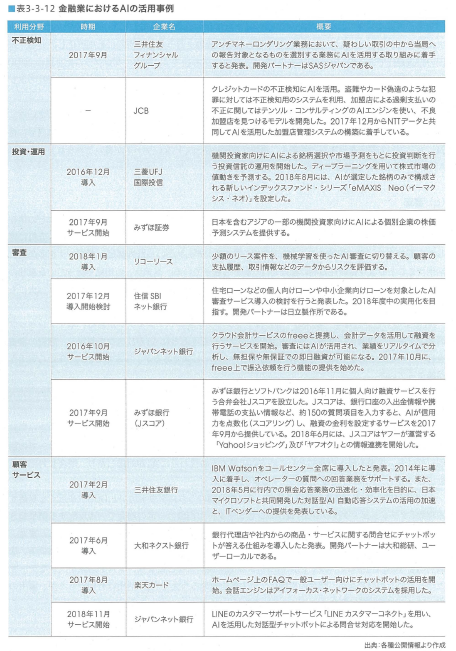 ■表3-3-12 金融業におけるAIの活用事例
利用分野 時期 企業名 概要
不正検知
2017年9月
三井住友
フィナンシャル
グループ
アンチマネーロンダリング業務において、疑わしい取引の中から当局へ
の報告対象となるものを選別する業務にAIを活用する取り組みに着手
すると発表。開発パートナーはSASジャパンである。
―
JCB
クレジットカードの不正検知にAIを活用。盗難やカード偽造のような犯
罪に対しては不正検知用のシステムを利用、加盟店による過剰支払いの
不正に関してはテンソル・コンサルティングのAIエンジンを使い、不良
加盟店を見つけるモデルを開発した。2017年12月からNTTデータと共
同してAIを活用した加盟店管理システムの構築に着手している。
投資・運用
2016年12月
導入
三菱UFJ
国際投信
機関投資家向けにAIによる銘柄選択や市場予測をもとに投資判断を行
う投資信託の運用を開始した。ディープラーニングを用いて株式市場の
値動きを予測する。2018年8月には、AIが選定した銘柄のみで構成さ
れる新しいインデックスファンド・シリーズ「eMAXIS Neo（イーマク
シス・ネオ）」を設定した。
2017年9月
サービス開始
みずほ証券
日本を含むアジアの一部の機関投資家向けにAIによる個別企業の株価
予測システムを提供する。
審査
2018年1月
導入
リコーリース
少額のリース案件を、機械学習を使ったAI審査に切り替える。顧客の
支払履歴、取引情報などのデータからリスクを評価する。
2017年12月
導入開始検討
住信SBI
ネット銀行
住宅ローンなどの個人向けローンや中小企業向けローンを対象としたAI
審査サービス導入の検討を行うと発表した。2018年度中の実用化を目
指す。開発パートナーは日立製作所である。
2016年10月
サービス開始
ジャパンネット銀行
クラウド会計サービスのfreeeと提携し、会計データを活用して融資を
行うサービスを開始。審査にはAIが活用され、業績をリアルタイムで分
析し、無担保や無保証での即日融資が可能になる。2017年10月に、
freee上で振込依頼を行う機能の提供を始めた。
2017年9月
サービス開始
みずほ銀行
（Jスコア）
みずほ銀行とソフトバンクは2016年11月に個人向け融資サービスを行
う合弁会社Jスコアを設立した。Jスコアは、銀行口座の入出金情報や携
帯電話の支払い情報など、約150の質問項目を入力すると、AIが信用
力を点数化（スコアリング）し、融資の金利を設定するサービスを2017
年9月から提供している。2018年6月には、Jスコアはヤフーが運営する
「Yahoo!ショッピング」及び「ヤフオク!」との情報連携を開始した。
顧客
サービス
2017年2月
導入
三井住友銀行
IBM Watsonをコールセンター全席に導入したと発表。2014年に導
入に着手し、オペレーターの質問への回答業務をサポートする。また、
2018年5月に行内での照会応答業務の迅速化・効率化を目的に、日本
マイクロソフトと共同開発した対話型AI自動応答システムの活用の加速
と、ITベンダーへの提供を発表している。
2017年6月
導入
大和ネクスト銀行
銀行代理店や社内からの商品・サービスに関する問合せにチャットボッ
トが答える仕組みを導入したと発表。開発パートナーは大和総研、ユー
ザーローカルである。
2017年8月
導入
楽天カード
ホームページ上のFAQで一般ユーザー向けにチャットボットの活用を開
始。会話エンジンはアイフォーカス・ネットワークのシステムを採用した。
2018年11月
サービス開始
ジャパンネット銀行
LINEのカスタマーサポートサービス「LINE カスタマーコネクト」を用い、
AIを活用した対話型チャットボットによる問合せ対応を開始した。
出典：各種公開情報より作成